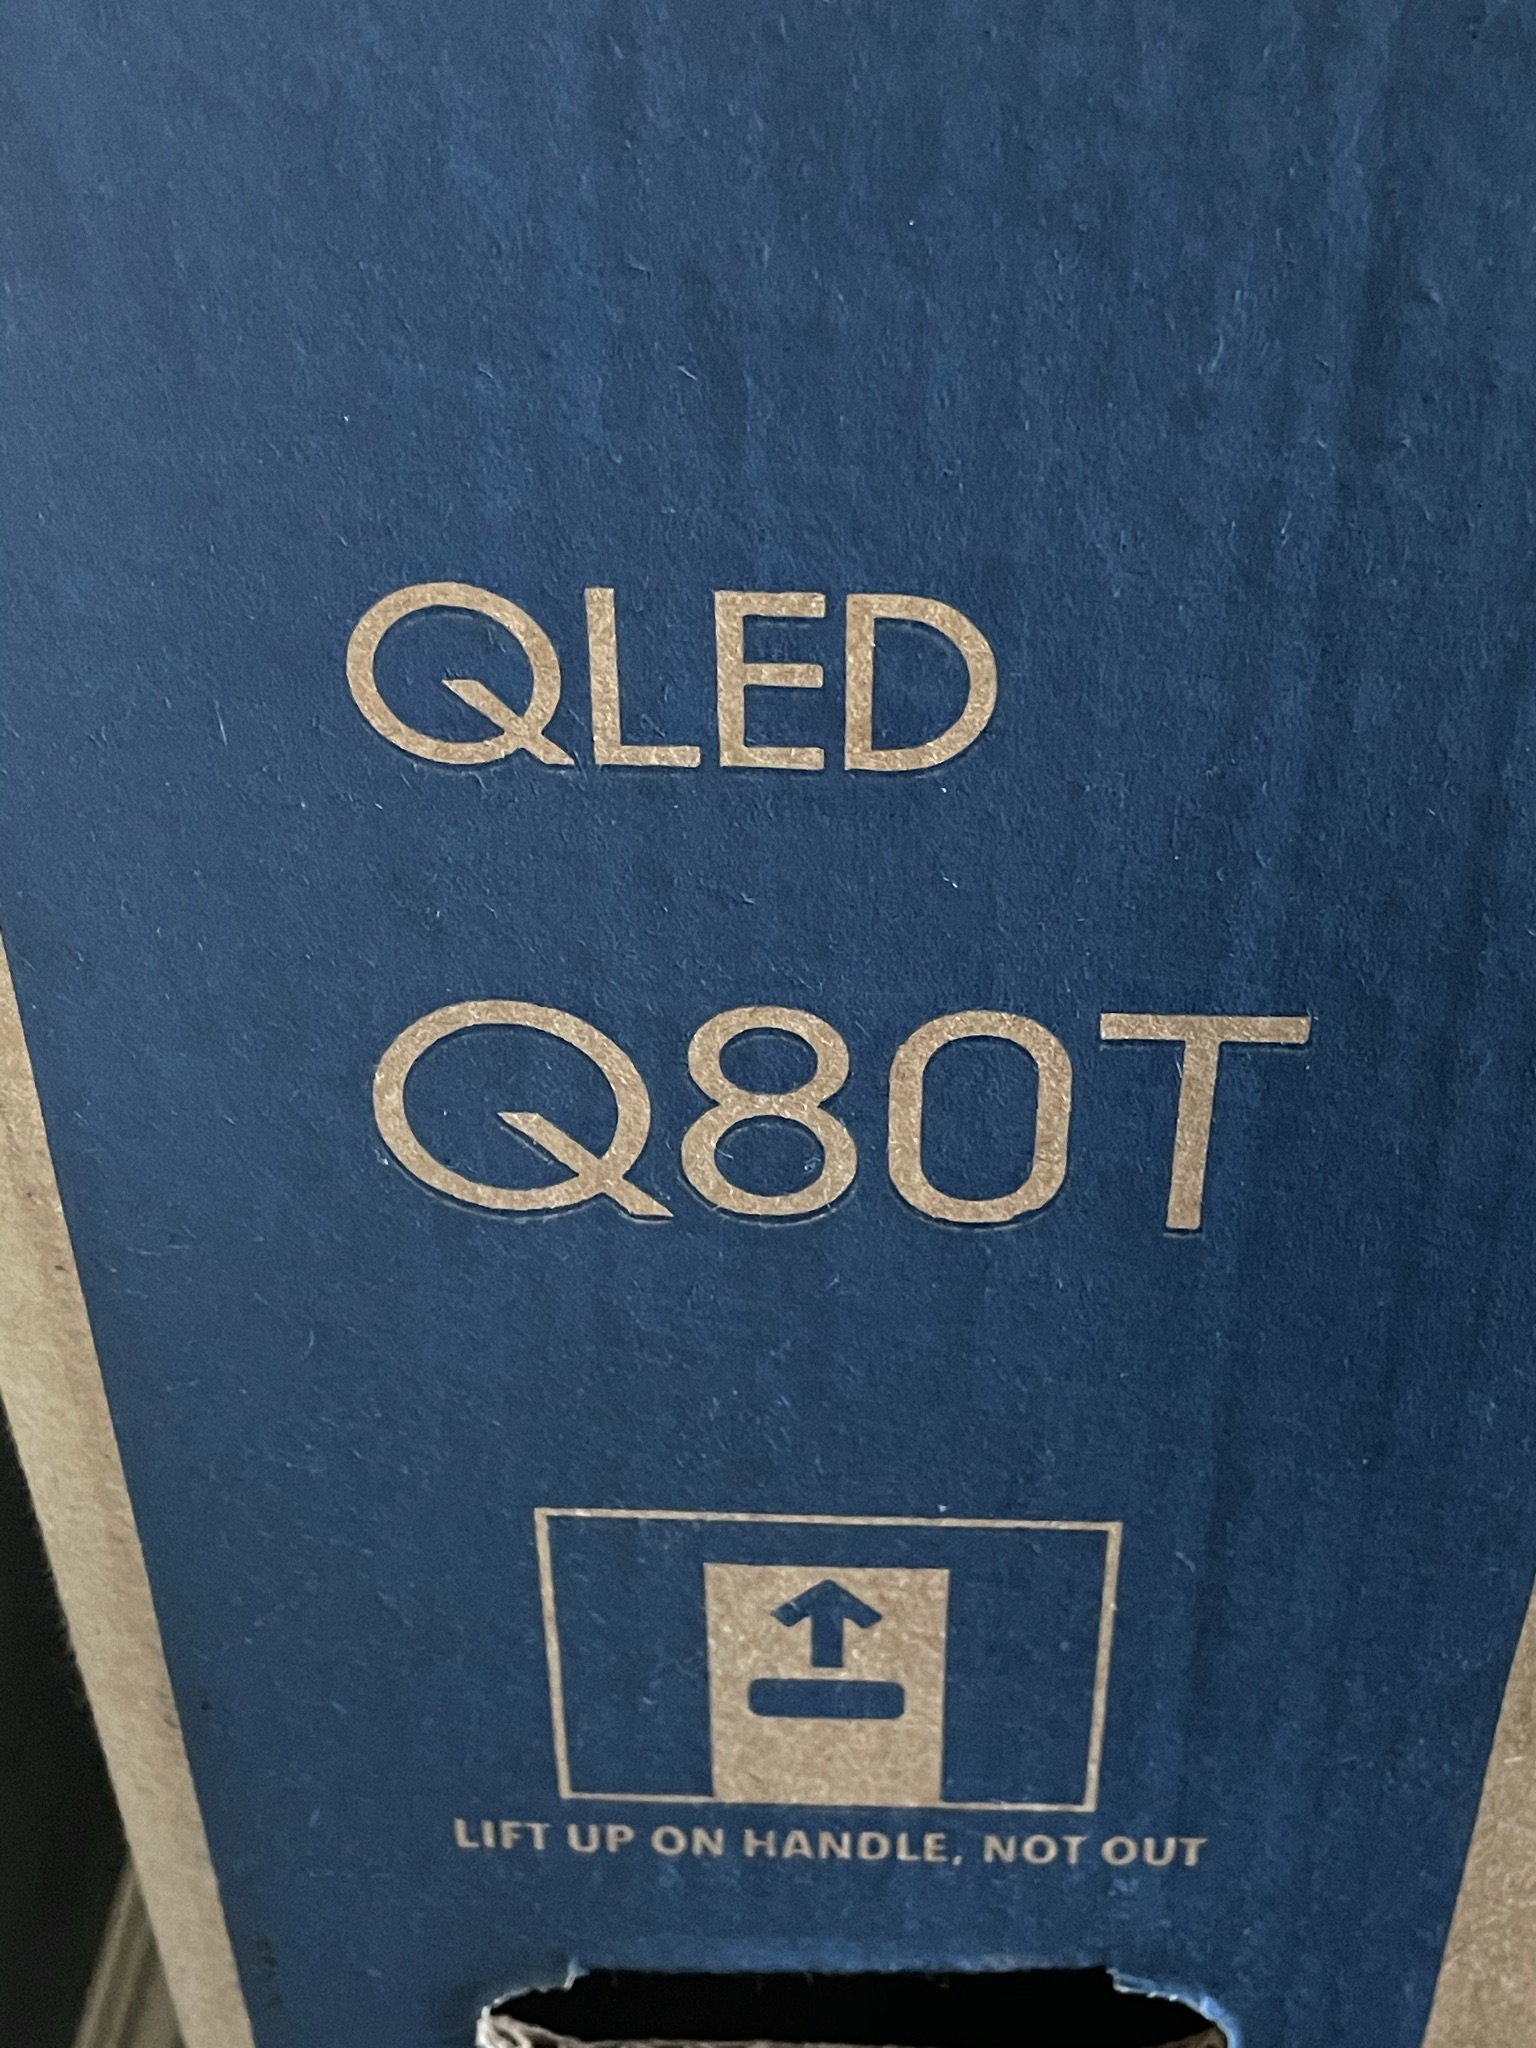 QLED
Q80T
LIFT UP ON HANDLE, NOT OUT